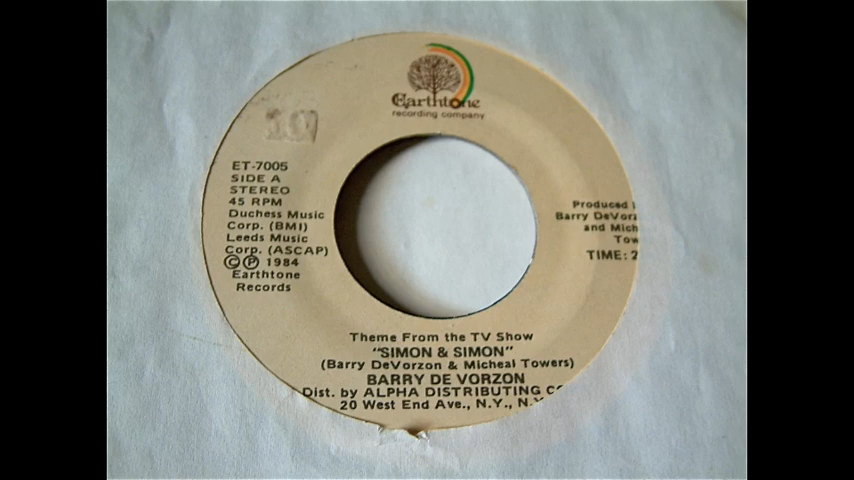 Earthtone
recording company
10
ET-7005
SIDE A
STEREO
45 RPM
Duchess Music
Corp. (BMI)
Leeds Music
Corp. (ASCAP)
©Ⓟ 1984
Earthtone
Records
Produced
Barry DeVorz
and Mich
Tow
TIME: 2
Theme From the TV Show
"SIMON & SIMON"
(Barry DeVorzon & Micheal Towers)
BARRY DE VORZON
Dist. by ALPHA DISTRIBUTING CO
20 West End Ave., N.Y., N.Y